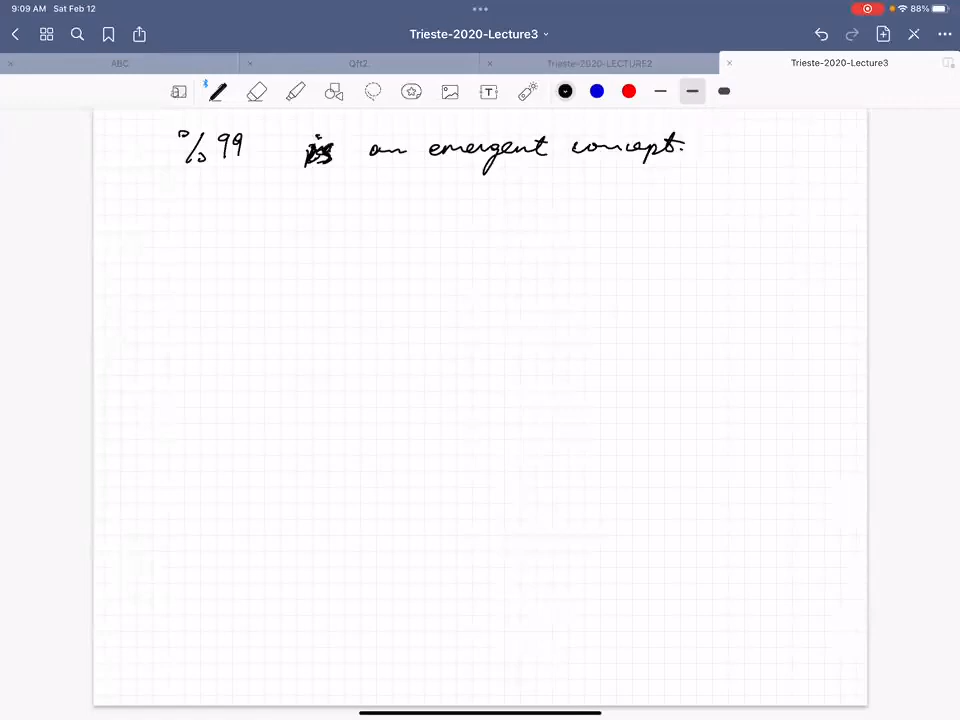 9:09 AM Sat Feb 12
88%
Trieste-2020-Lecture3
ABC
Qft2
Trieste-2020-LECTURE2
Trieste-2020-Lecture3
% 99 is an emergent concept.